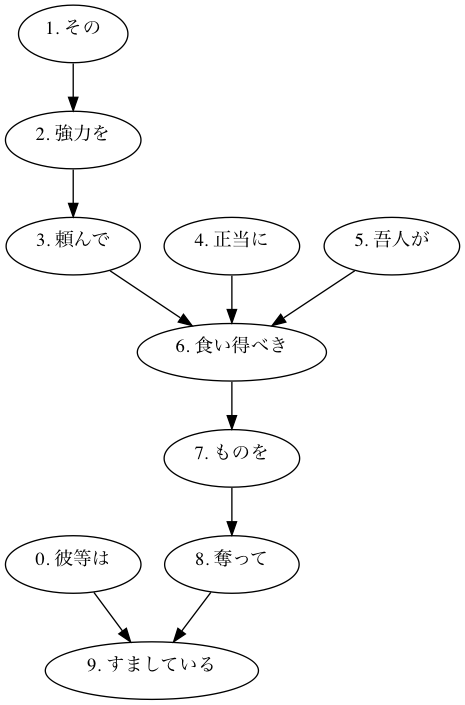 1. その
2. 強力を
3. 頼んで
4. 正当に
5. 吾人が
6. 食い得べき
7. ものを
0. 彼等は
8. 奪って
9. すましている